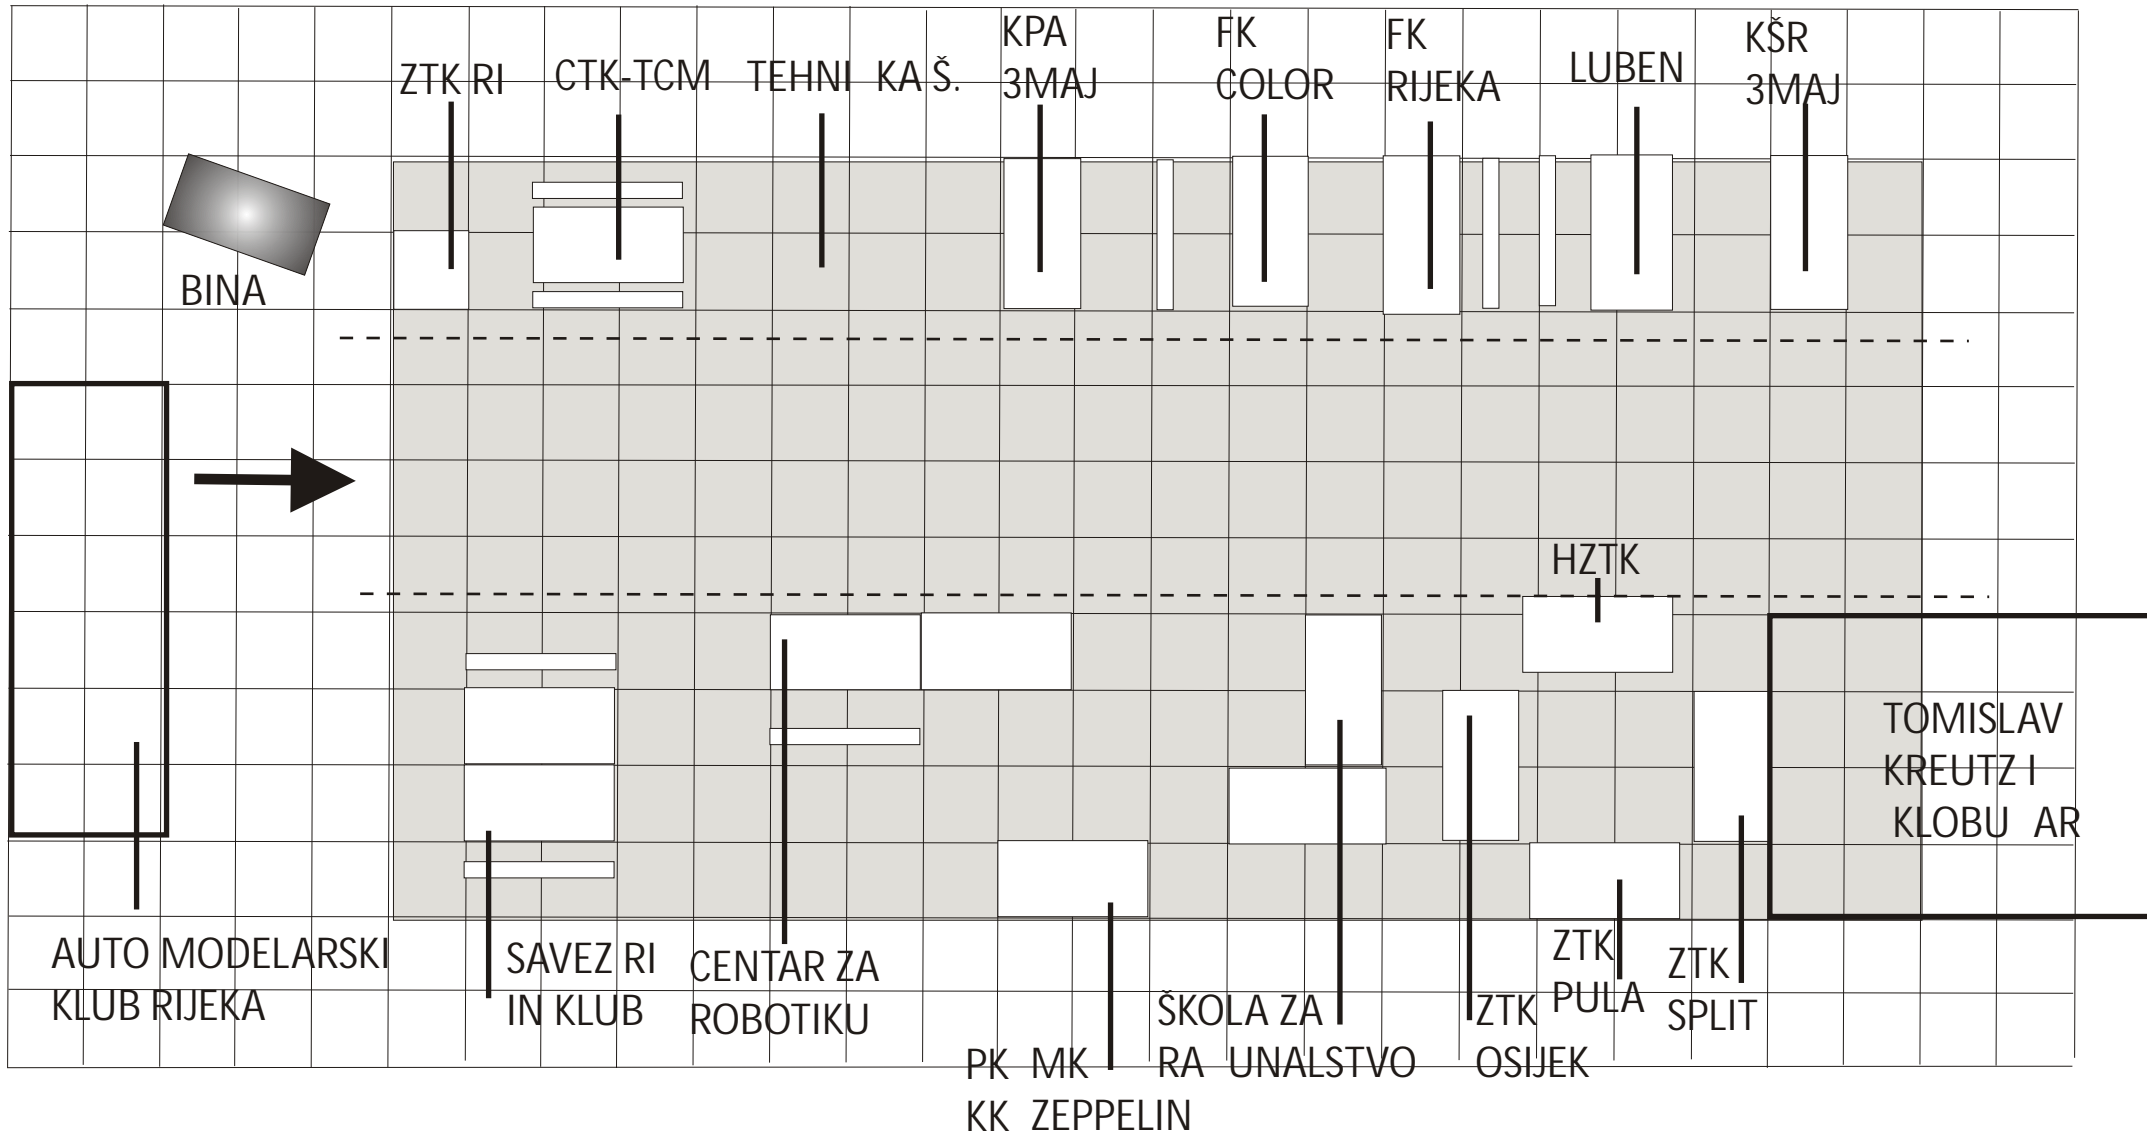 ZTK RI
CTK-TCM
TEHNI KA Š.
KPA
3MAJ
FK
COLOR
FK
RIJEKA
LUBEN
KŠR
3MAJ
BINA
HZTK
TOMISLAV
KREUTZ I
KLOBU AR
AUTO MODELARSKI
KLUB RIJEKA
SAVEZ RI
IN KLUB
CENTAR ZA
ROBOTIKU
PK MK
KK ZEPPELIN
ŠKOLA ZA
RA UNALSTVO
ZTK
OSIJEK
ZTK
PULA
ZTK
SPLIT